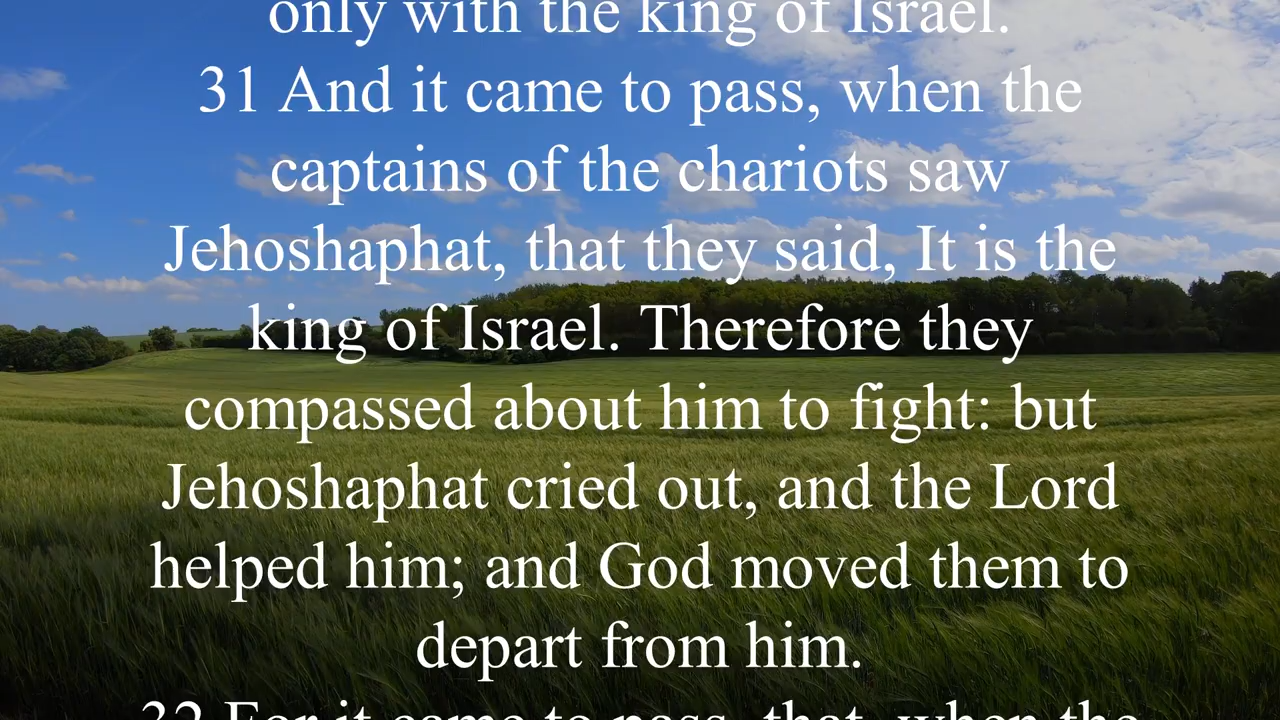 only with the king of Israel.
31 And it came to pass, when the
captains of the chariots saw
Jehoshaphat, that they said, It is the
king of Israel. Therefore they
compassed about him to fight: but
Jehoshaphat cried out, and the Lord
helped him; and God moved them to
depart from him.
32 For it came to pass, that, when the